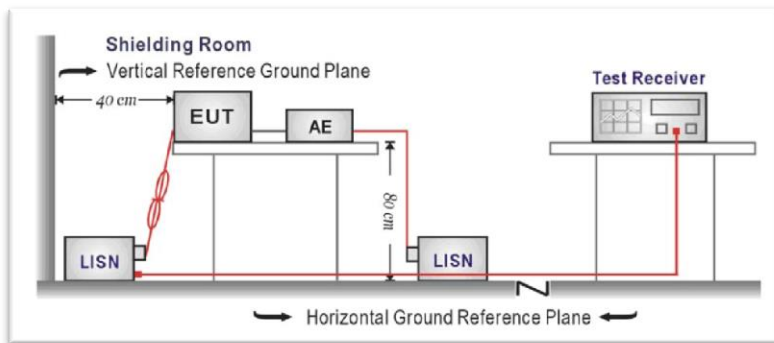 Shielding Room
Vertical Reference Ground Plane
40 cm
EUT
AE
Test Receiver
80 cm
LISN
LISN
Horizontal Ground Reference Plane